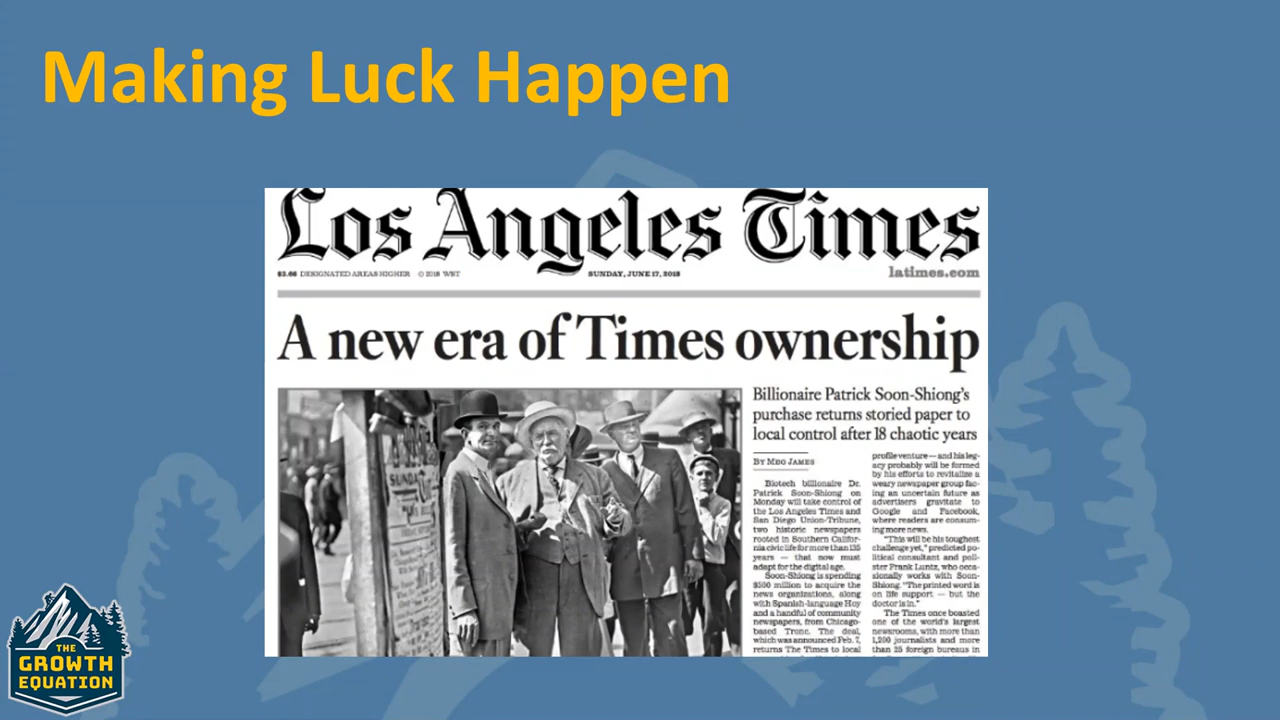 Making Luck Happen
Los Angeles Times
$3.66 DESIGNATED AREAS HIGHER © 2018 WST
SUNDAY, JUNE 17, 2018
latimes.com
A new era of Times ownership
Billionaire Patrick Soon-Shiong's
purchase returns storied paper to
local control after 18 chaotic years
BY MEG JAMES
Biotech billionaire Dr.
Patrick Soon-Shiong on
Monday will take control of
the Los Angeles Times and
San Diego Union-Tribune,
two historic newspapers
rooted in Southern Califor-
nia civic life for more than 135
years — that now must
adapt for the digital age.
Soon-Shiong is spending
$500 million to acquire the
news organizations, along
with Spanish-language Hoy
and a handful of community
newspapers, from Chicago-
based Tronc. The deal,
which was announced Feb. 7,
returns The Times to local
profile venture — and his leg-
acy probably will be formed
by his efforts to revitalize a
weary newspaper group fac-
ing an uncertain future as
advertisers gravitate to
Google and Facebook,
where readers are consum-
ing more news.
"This will be his toughest
challenge yet," predicted po-
litical consultant and poll-
ster Frank Luntz, who occa-
sionally works with Soon-
Shiong. "The printed word is
on life support — but the
doctor is in."
The Times once boasted
one of the world's largest
newsrooms, with more than
1,200 journalists and more
than 25 foreign bureaus in
SUNDA
THE
GROWTH
EQUATION